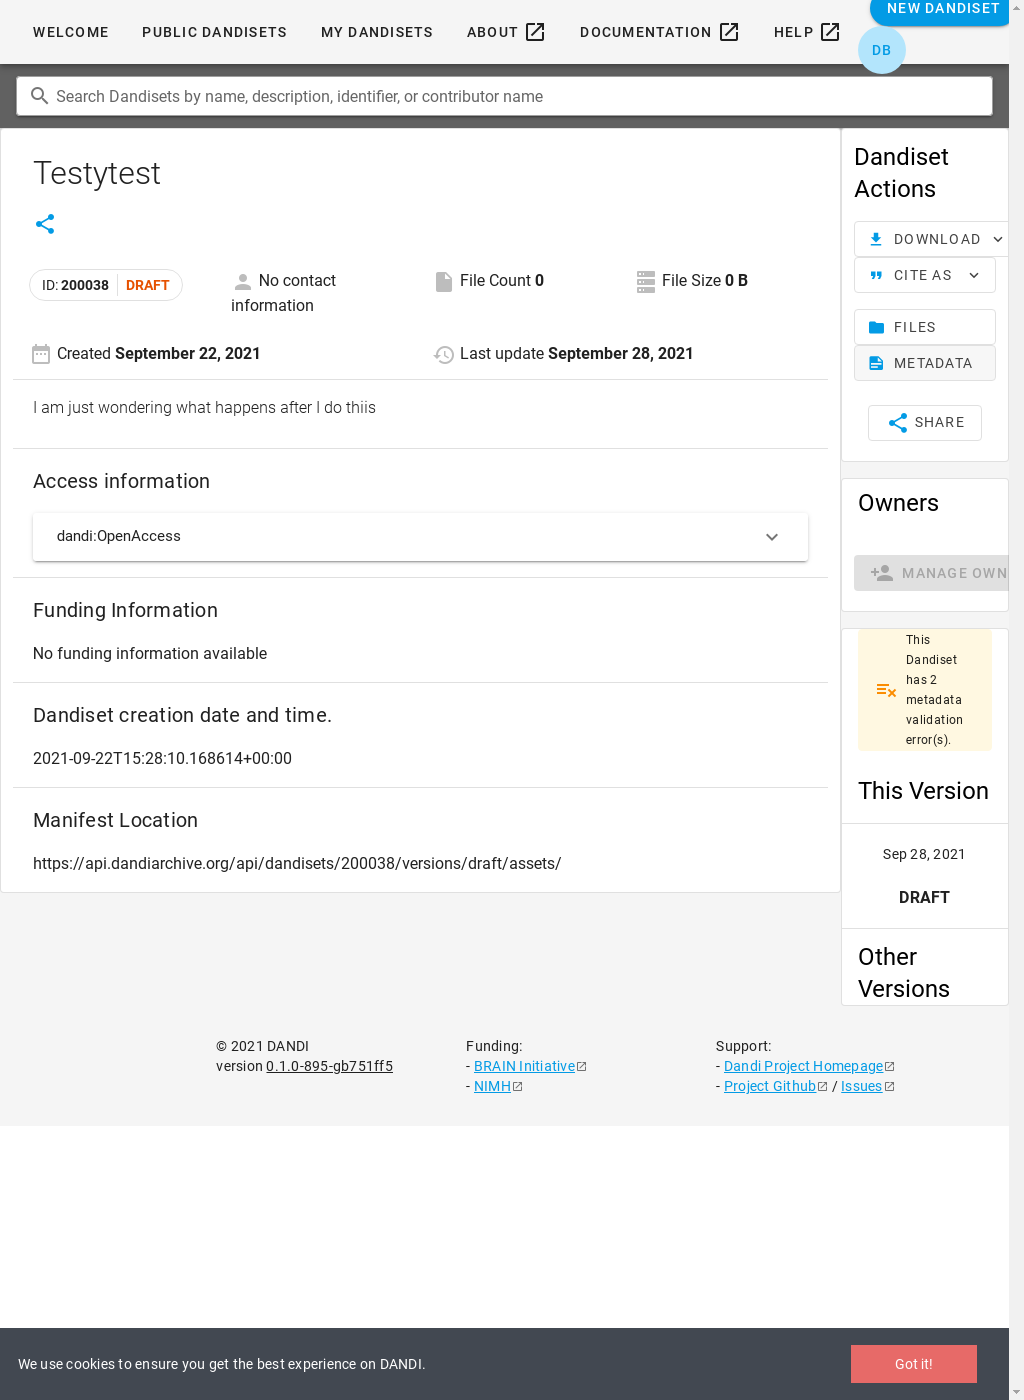 WELCOME
PUBLIC DANDISETS
MY DANDISETS
ABOUT
DOCUMENTATION
HELP
NEW DANDISET
DB
Search Dandisets by name, description, identifier, or contributor name
Testytest
ID: 200038 DRAFT
No contact
information
File Count 0
File Size 0 B
Created September 22, 2021
Last update September 28, 2021
I am just wondering what happens after I do thiis
Access information
dandi:OpenAccess
Funding Information
No funding information available
Dandiset creation date and time.
2021-09-22T15:28:10.168614+00:00
Manifest Location
https://api.dandiarchive.org/api/dandisets/200038/versions/draft/assets/
Dandiset
Actions
DOWNLOAD
CITE AS
FILES
METADATA
SHARE
Owners
MANAGE OWN
This
Dandiset
has 2
metadata
validation
error(s).
This Version
Sep 28, 2021
DRAFT
Other
Versions
© 2021 DANDI
version 0.1.0-895-gb751ff5
Funding:
- BRAIN Initiative
- NIMH
Support:
- Dandi Project Homepage
- Project Github / Issues
We use cookies to ensure you get the best experience on DANDI.
Got it!